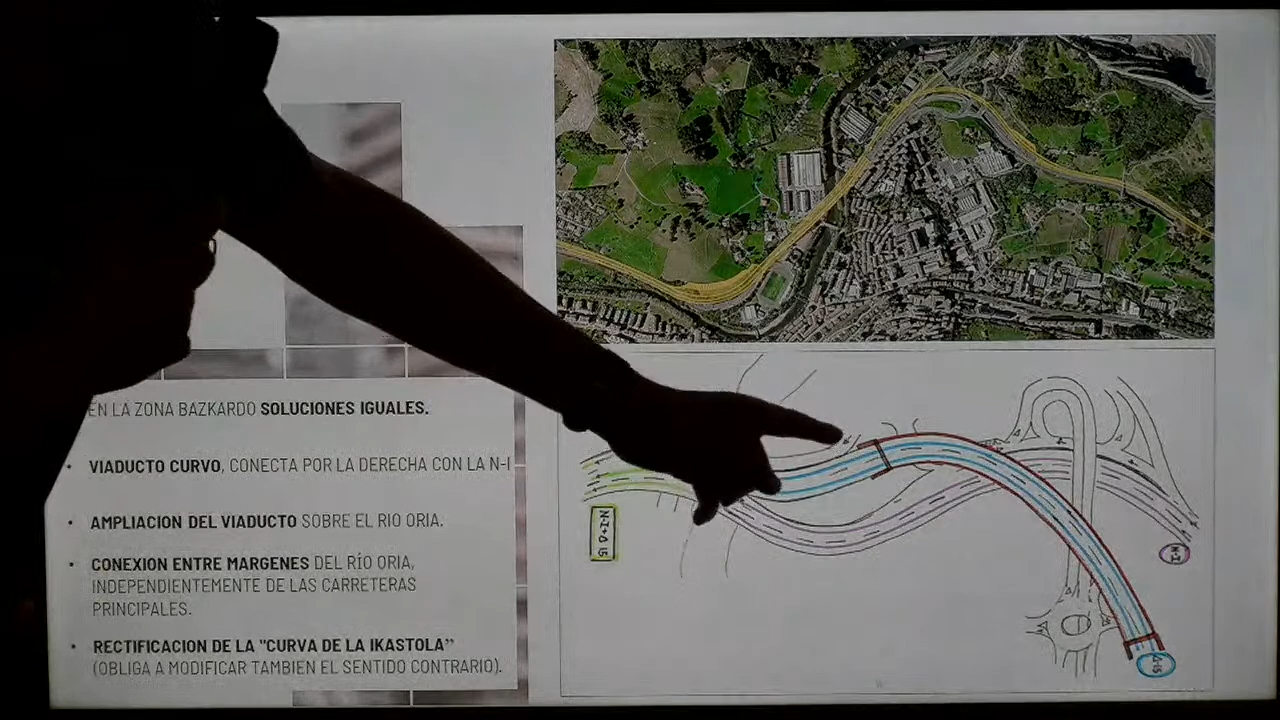 EN LA ZONA BAZKARDO SOLUCIONES IGUALES.
• VIADUCTO CURVO, CONECTA POR LA DERECHA CON LA N-I
• AMPLIACION DEL VIADUCTO SOBRE EL RIO ORIA.
• CONEXION ENTRE MARGENES DEL RÍO ORIA,
INDEPENDIENTEMENTE DE LAS CARRETERAS
PRINCIPALES.
• RECTIFICACION DE LA "CURVA DE LA IKASTOLA"
(OBLIGA A MODIFICAR TAMBIEN EL SENTIDO CONTRARIO).
N-I+A-15
N-I
A-15